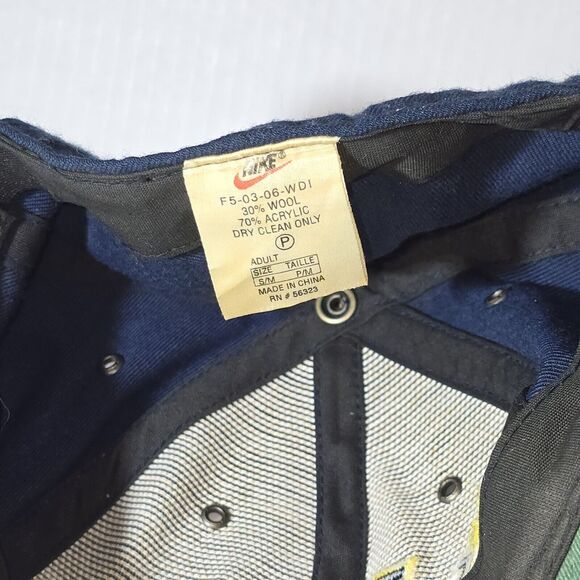 NIKE®
F5-03-06-WD1
30% WOOL
70% ACRYLIC
DRY CLEAN ONLY
P
ADULT
SIZE TAILLE
S/M P/M
MADE IN CHINA
RN # 56323